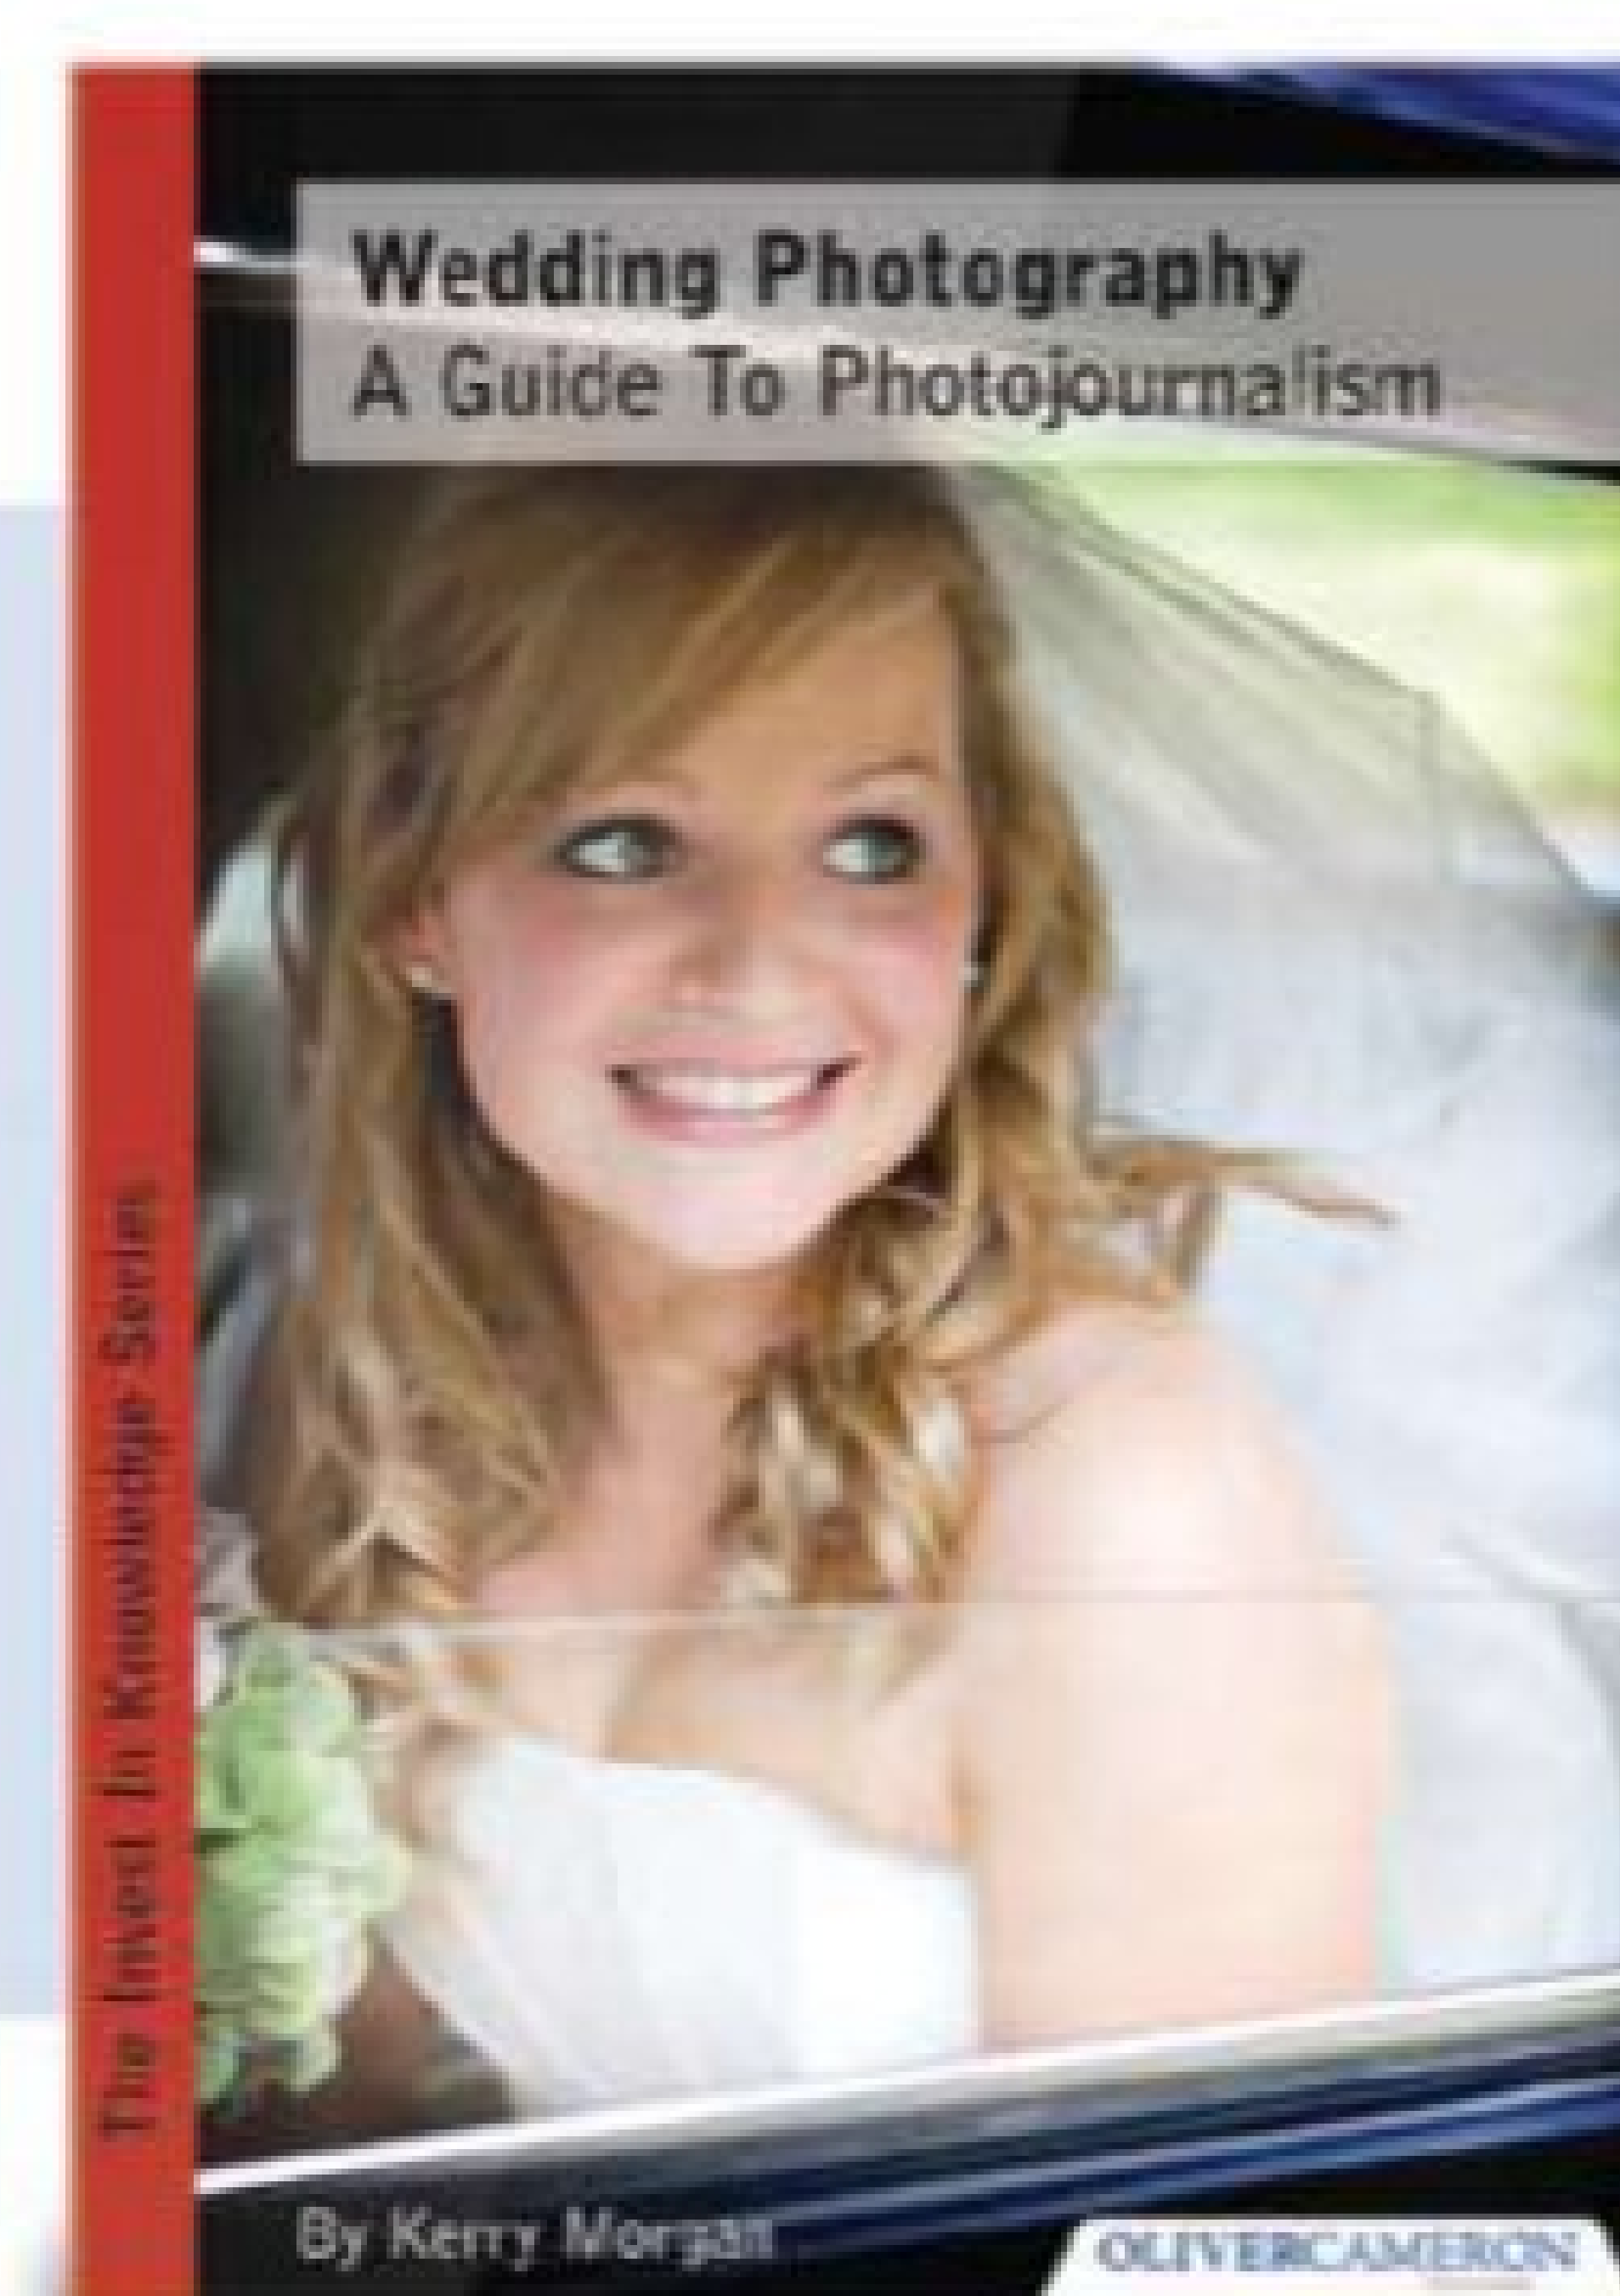 Wedding Photography
A Guide To Photojournalism
The Invest In Knowledge Series
By Kerry Morgan
OLIVERCAMERON